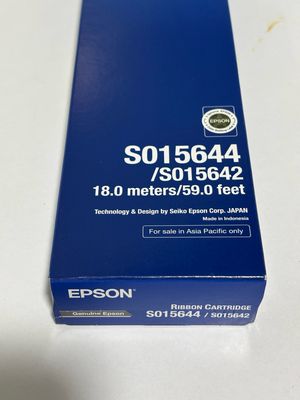 EPSON
S015644
/S015642
18.0 meters/59.0 feet
Technology & Design by Seiko Epson Corp. JAPAN
Made in Indonesia
For sale in Asia Pacific only
EPSON
Genuine Epson
RIBBON CARTRIDGE
S015644 / S015642